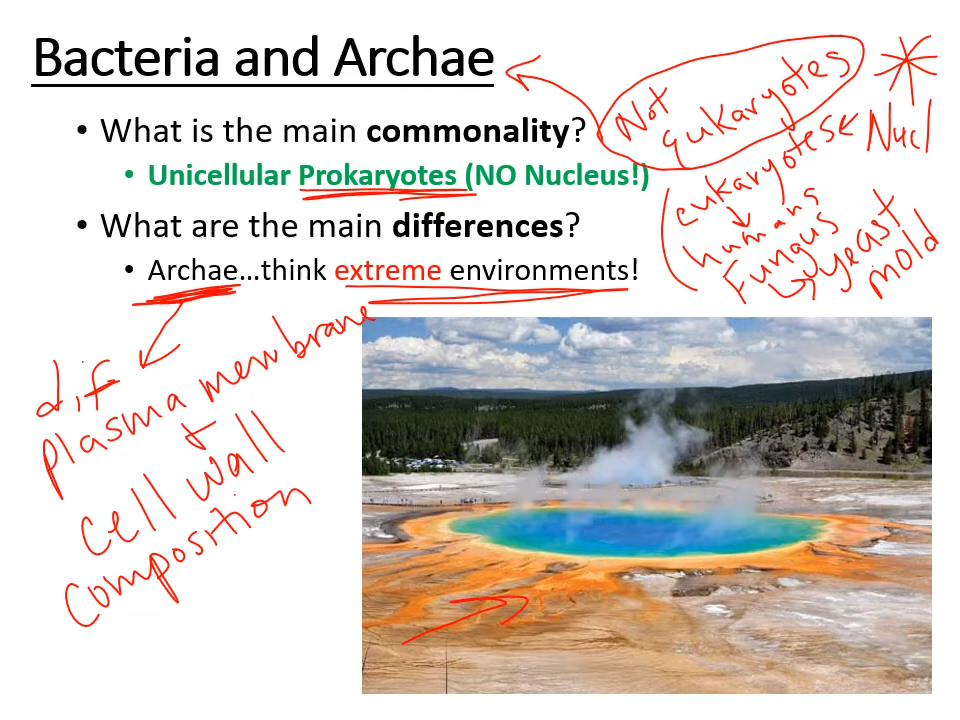 Bacteria and Archae
• What is the main commonality?
• Unicellular Prokaryotes (NO Nucleus!)
• What are the main differences?
• Archae...think extreme environments!
Not
eukaryotes
eukaryotes
Nucl
humans
Fungus
yeast
mold
dif
Plasma membrane
+
Cell wall
Composition